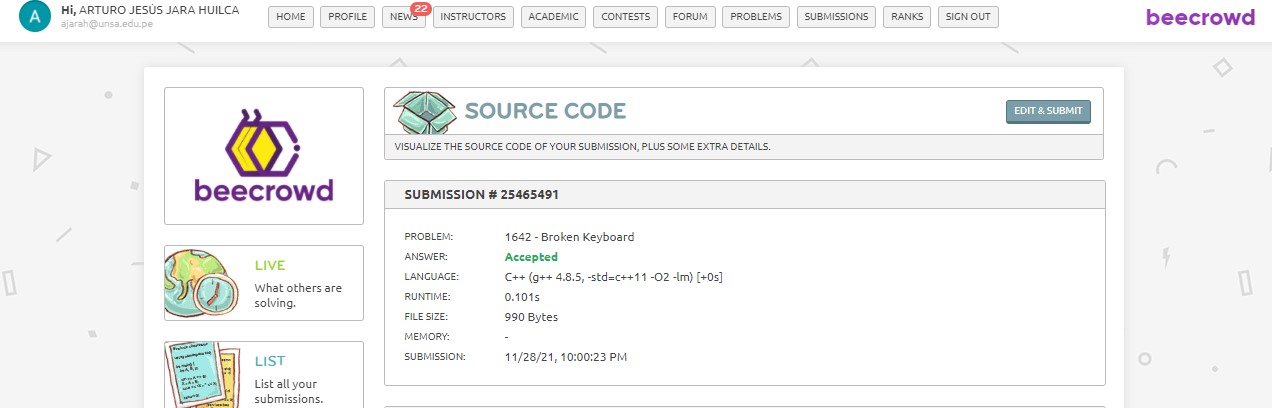 A
Hi, ARTURO JESÚS JARA HUILCA
ajarah@unsa.edu.pe
HOME PROFILE NEWS 22 INSTRUCTORS ACADEMIC CONTESTS FORUM PROBLEMS SUBMISSIONS RANKS SIGN OUT
beecrowd
beecrowd
LIVE
What others are
solving.
LIST
List all your
submissions.
SOURCE CODE
EDIT & SUBMIT
VISUALIZE THE SOURCE CODE OF YOUR SUBMISSION, PLUS SOME EXTRA DETAILS.
SUBMISSION # 25465491
PROBLEM: 1642 - Broken Keyboard
ANSWER: Accepted
LANGUAGE: C++ (g++ 4.8.5, -std=c++11 -O2 -lm) [+0s]
RUNTIME: 0.101s
FILE SIZE: 990 Bytes
MEMORY: -
SUBMISSION: 11/28/21, 10:00:23 PM